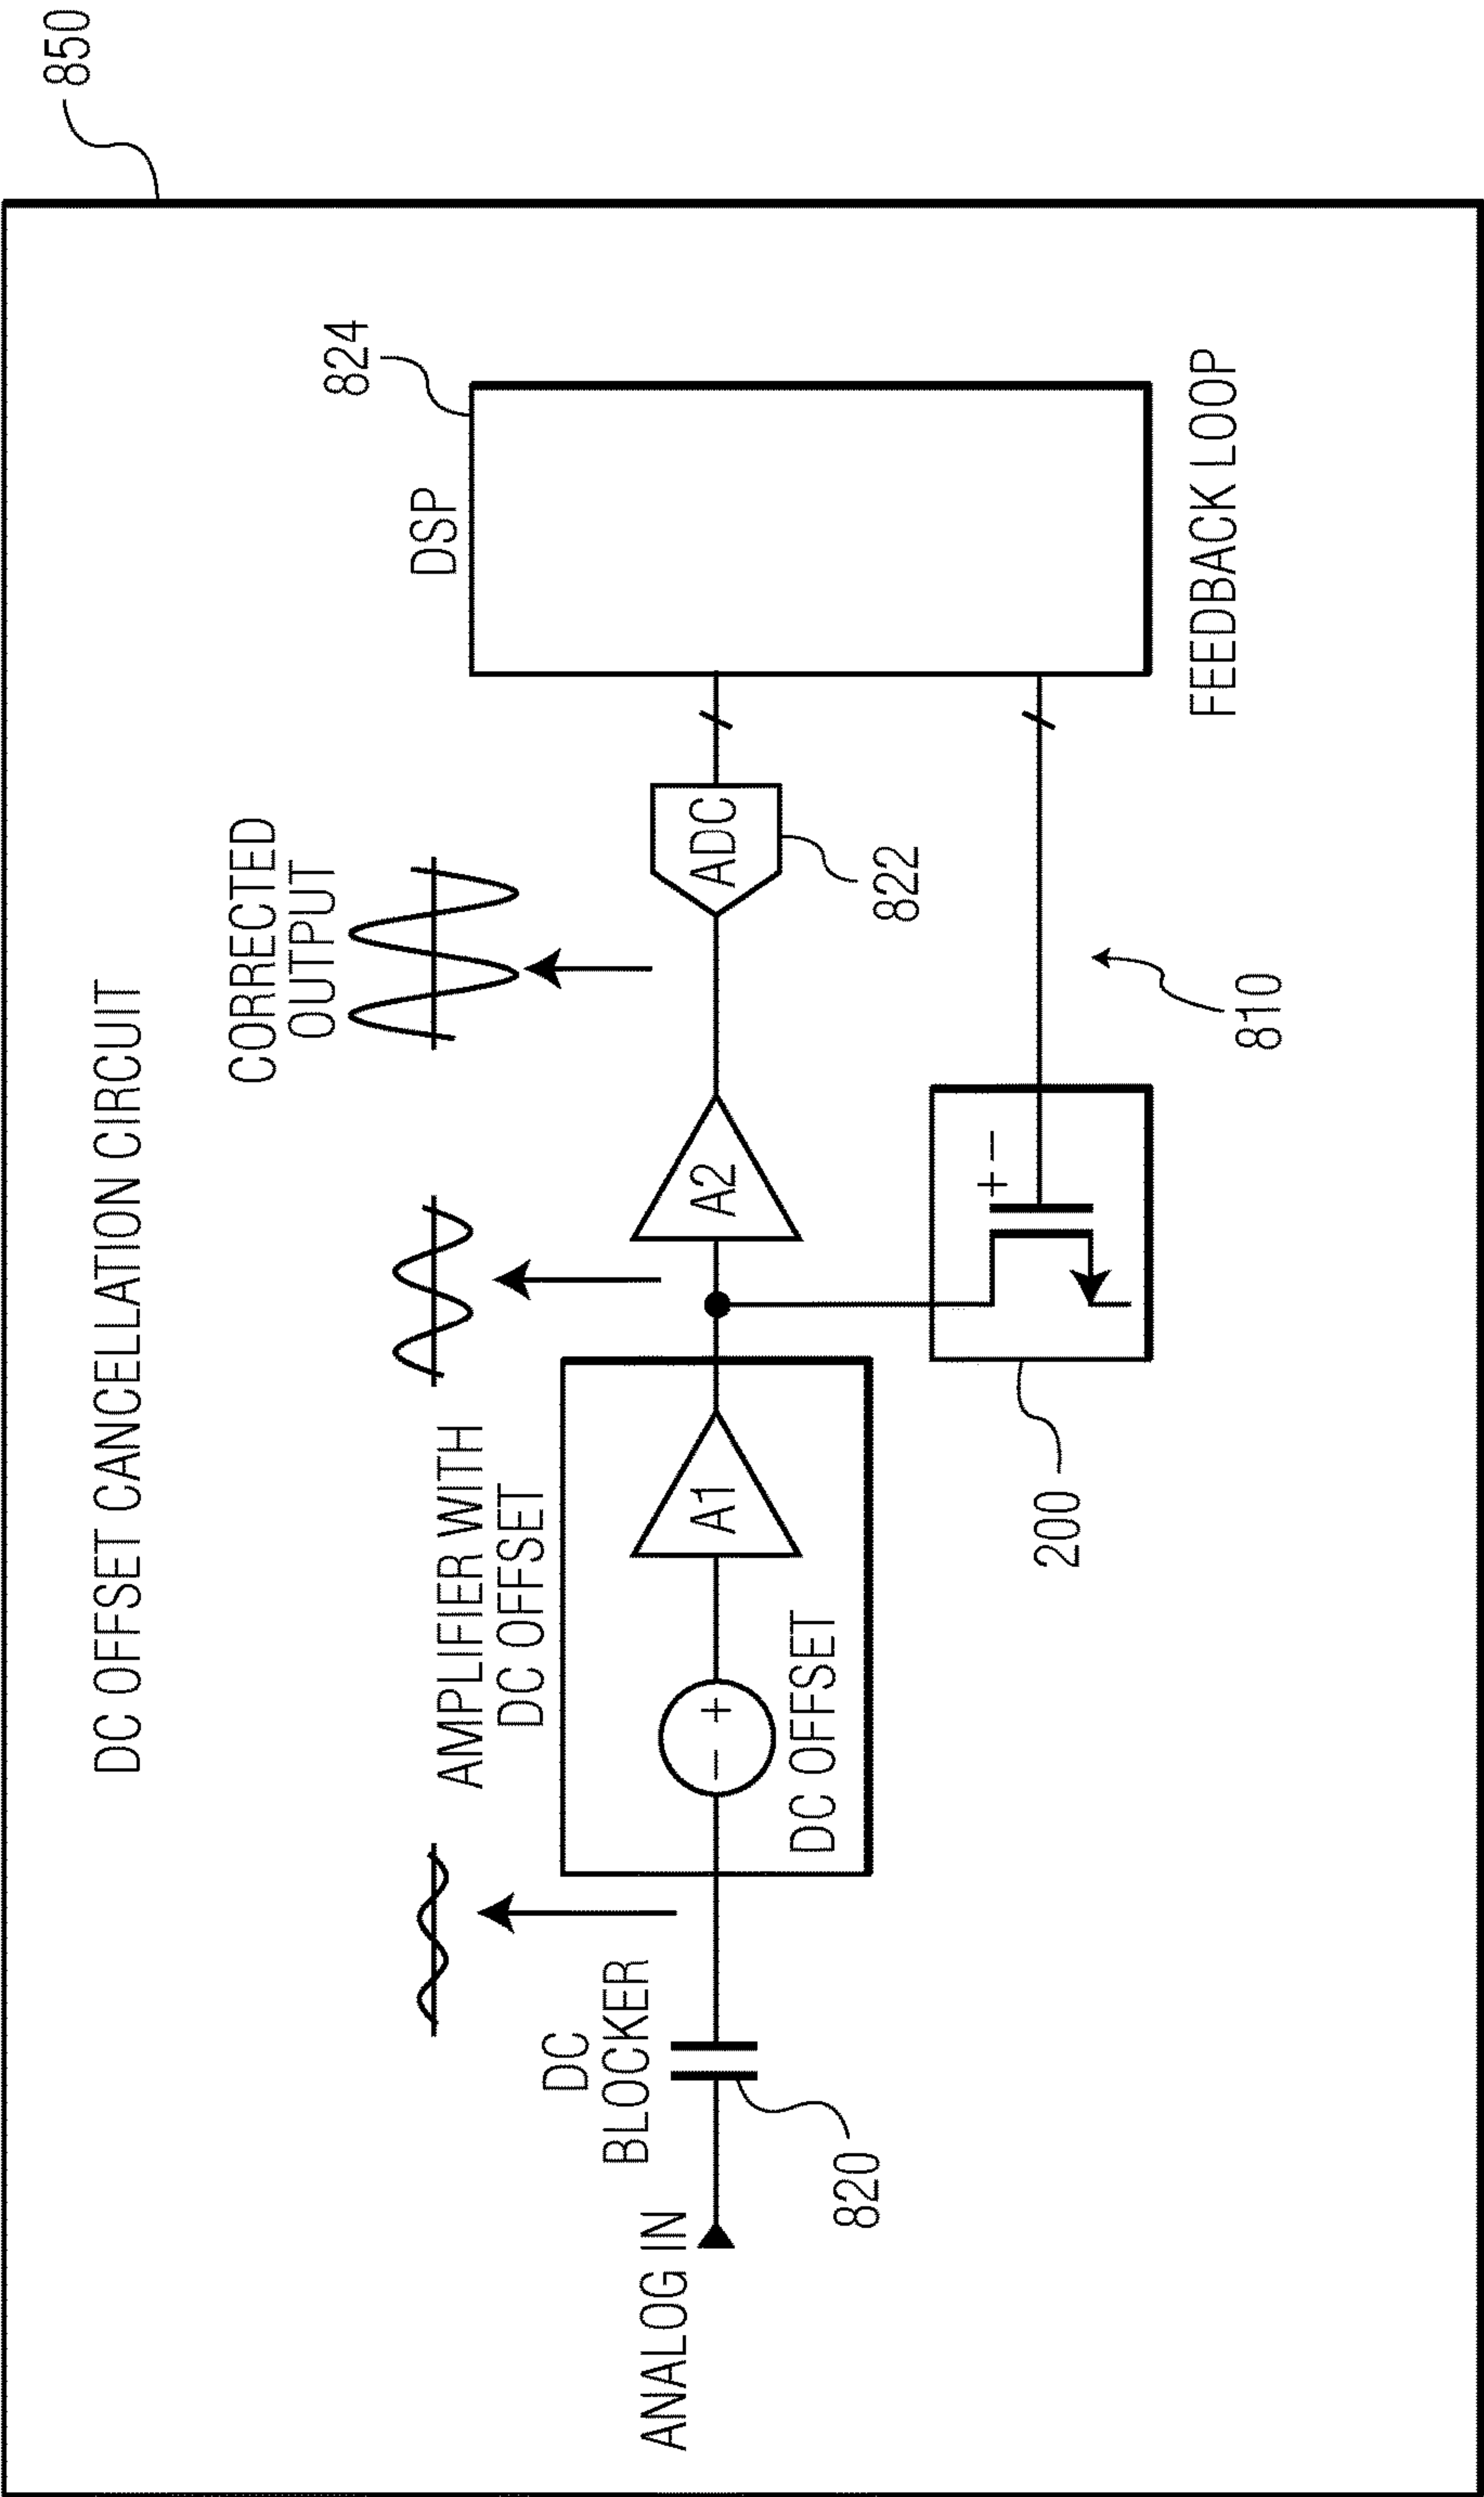 850
DC OFFSET CANCELLATION CIRCUIT
CORRECTED
OUTPUT
824
DSP
AMPLIFIER WITH
DC OFFSET
DC
BLOCKER
ANALOG IN
820
- +
DC OFFSET
A1
A2
ADC
822
200
+ -
810
FEEDBACK LOOP